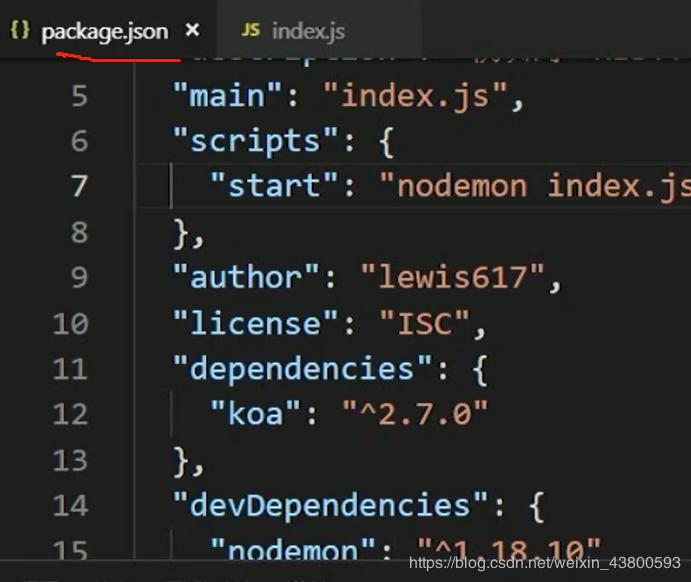 {} package.json × JS index.js
5 "main": "index.js",
6 "scripts": {
7 "start": "nodemon index.js
8 },
9 "author": "lewis617",
10 "license": "ISC",
11 "dependencies": {
12 "koa": "^2.7.0"
13 },
14 "devDependencies": {
15 "nodemon": "^1.18.10"
https://blog.csdn.net/weixin_43800593